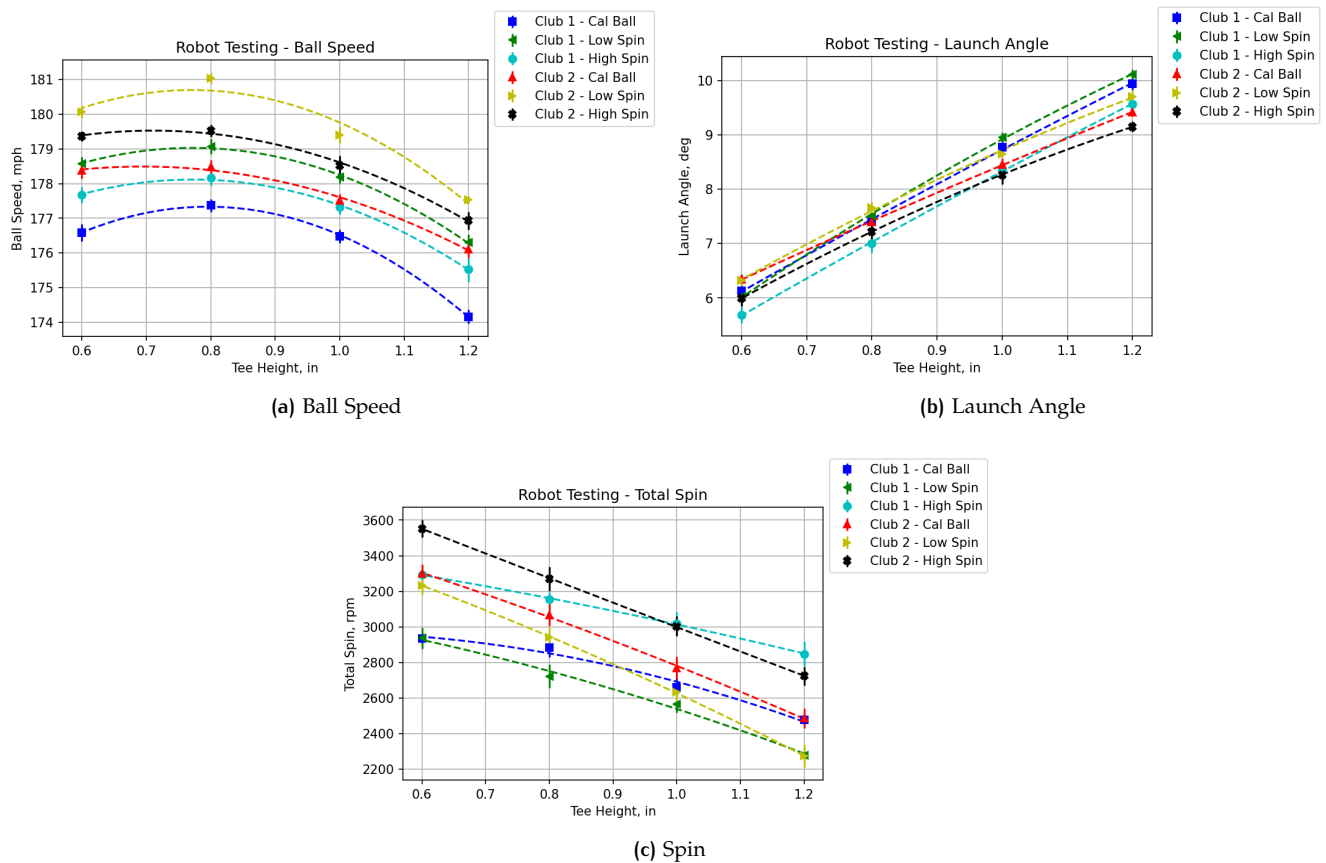 Robot Testing - Ball Speed
Club 1 - Cal Ball
Club 1 - Low Spin
Club 1 - High Spin
Club 2 - Cal Ball
Club 2 - Low Spin
Club 2 - High Spin
Ball Speed, mph
181
180
179
178
177
176
175
174
0.6 0.7 0.8 0.9 1.0 1.1 1.2
Tee Height, in
(a) Ball Speed
Robot Testing - Launch Angle
Club 1 - Cal Ball
Club 1 - Low Spin
Club 1 - High Spin
Club 2 - Cal Ball
Club 2 - Low Spin
Club 2 - High Spin
Launch Angle, deg
10
9
8
7
6
0.6 0.7 0.8 0.9 1.0 1.1 1.2
Tee Height, in
(b) Launch Angle
Robot Testing - Total Spin
Club 1 - Cal Ball
Club 1 - Low Spin
Club 1 - High Spin
Club 2 - Cal Ball
Club 2 - Low Spin
Club 2 - High Spin
Total Spin, rpm
3600
3400
3200
3000
2800
2600
2400
2200
0.6 0.7 0.8 0.9 1.0 1.1 1.2
Tee Height, in
(c) Spin